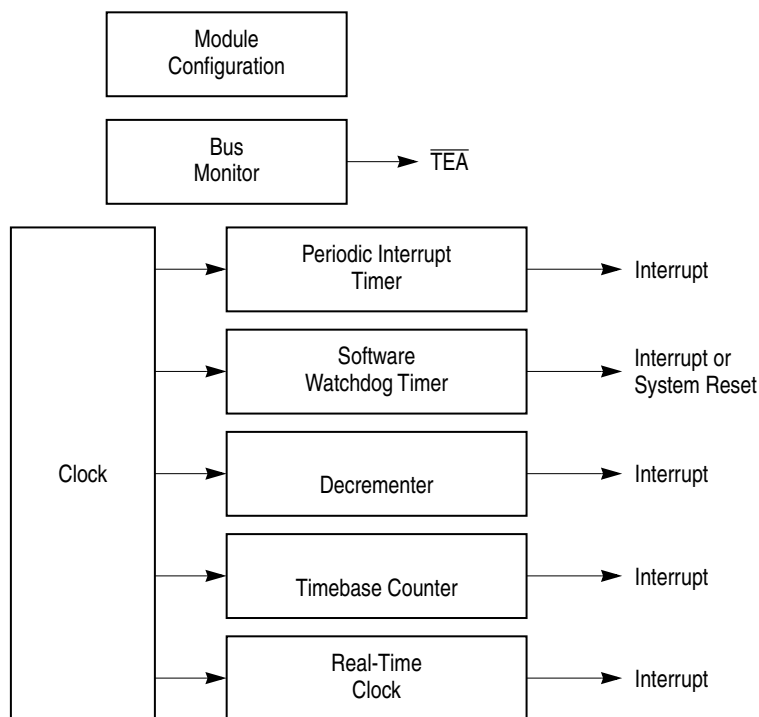 Module
Configuration
Bus
Monitor
TEA
Periodic Interrupt
Timer
Interrupt
Software
Watchdog Timer
Interrupt or
System Reset
Clock
Decrementer
Interrupt
Timebase Counter
Interrupt
Real-Time
Clock
Interrupt